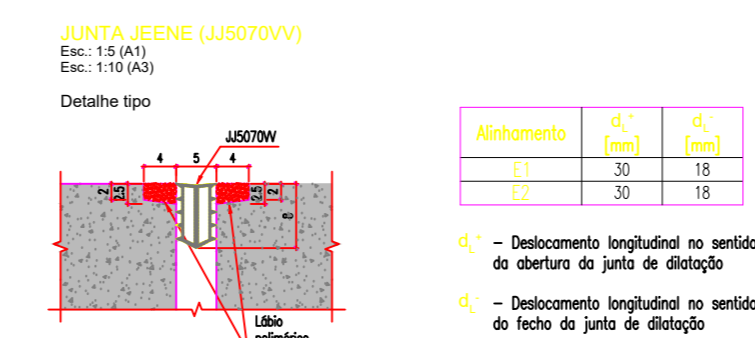 JUNTA JEENE (JJ5070VV)
Esc.: 1:5 (A1)
Esc.: 1:10 (A3)
Detalhe tipo
JJ5070VV
4 5 4
2 2.5 2.5 2
8
Lábio
polimérico
Alinhamento dL+ [mm] dL- [mm]
E1 30 18
E2 30 18
dL+ – Deslocamento longitudinal no sentido
da abertura da junta de dilatação
dL- – Deslocamento longitudinal no sentido
do fecho da junta de dilatação